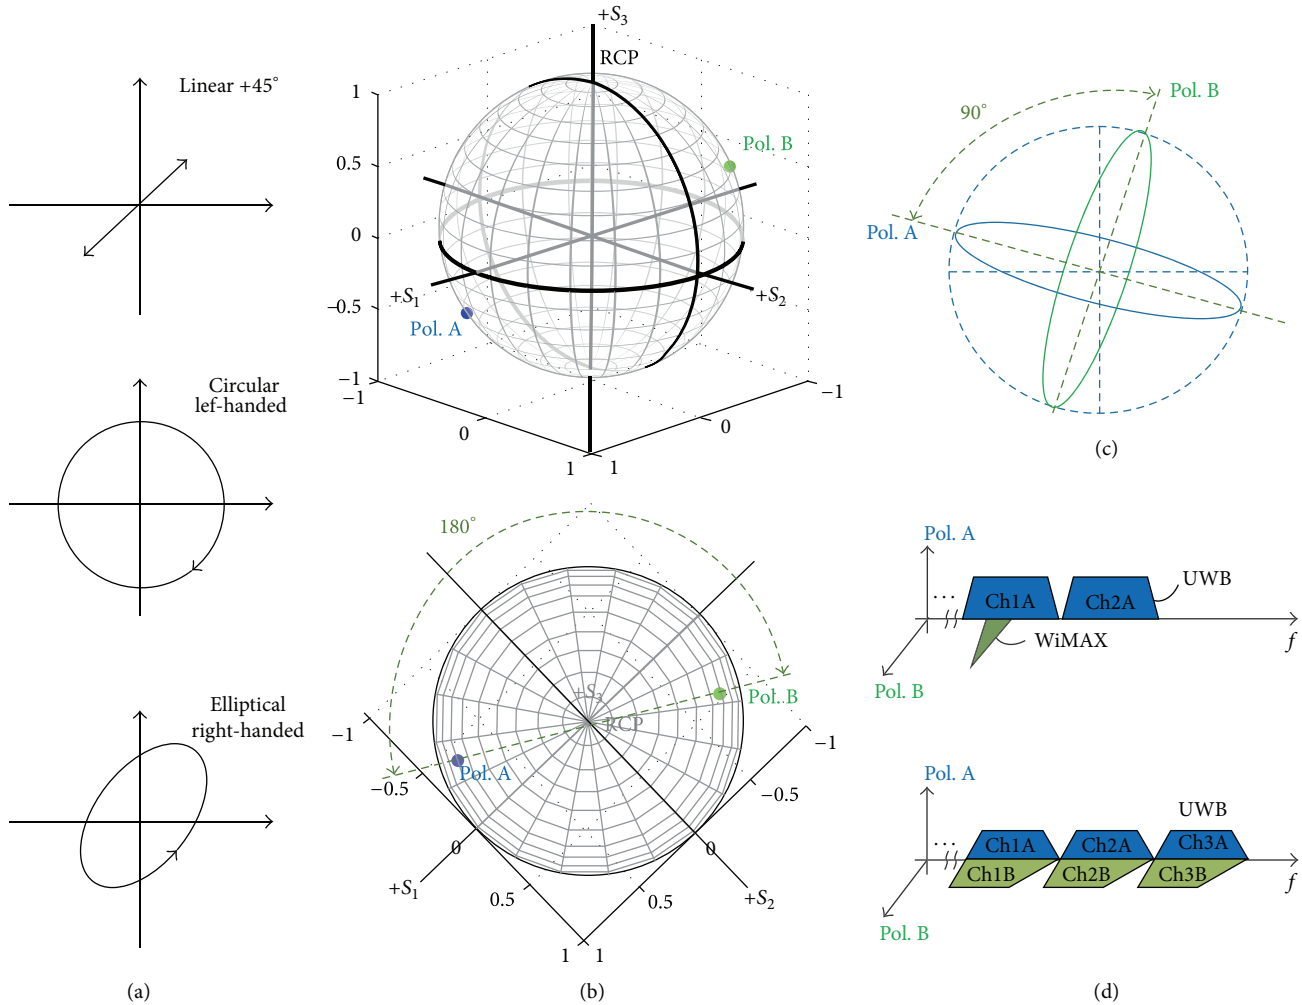 Linear +45°
Circular
lef-handed
Elliptical
right-handed
(a)
+S3
RCP
1
0.5
0
−0.5
−1
Pol. B
+S1
+S2
Pol. A
−1
0
1
1
0
−1
180°
+S3
RCP
Pol. B
Pol. A
−1
−0.5
0
0.5
1
1
0.5
0
−0.5
−1
+S1
+S2
(b)
90°
Pol. B
Pol. A
(c)
Pol. A
...
Ch1A
Ch2A
UWB
WiMAX
f
Pol. B
Pol. A
...
UWB
Ch1A
Ch2A
Ch3A
Ch1B
Ch2B
Ch3B
f
Pol. B
(d)